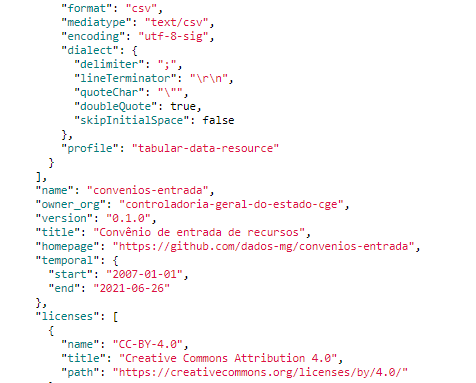 "format": "csv",
"mediatype": "text/csv",
"encoding": "utf-8-sig",
"dialect": {
"delimiter": ";",
"lineTerminator": "\r\n",
"quoteChar": "\"",
"doubleQuote": true,
"skipInitialSpace": false
},
"profile": "tabular-data-resource"
}
],
"name": "convenios-entrada",
"owner_org": "controladoria-geral-do-estado-cge",
"version": "0.1.0",
"title": "Convênio de entrada de recursos",
"homepage": "https://github.com/dados-mg/convenios-entrada",
"temporal": {
"start": "2007-01-01",
"end": "2021-06-26"
},
"licenses": [
{
"name": "CC-BY-4.0",
"title": "Creative Commons Attribution 4.0",
"path": "https://creativecommons.org/licenses/by/4.0/"